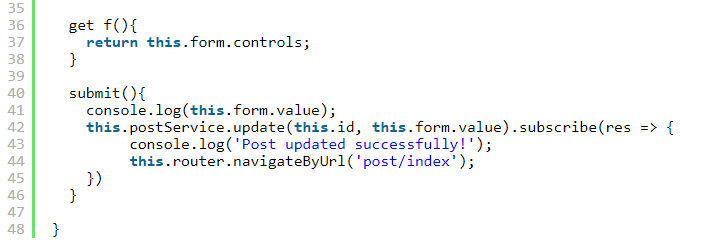 35
36 get f(){
37 return this.form.controls;
38 }
39
40 submit(){
41 console.log(this.form.value);
42 this.postService.update(this.id, this.form.value).subscribe(res => {
43 console.log('Post updated successfully!');
44 this.router.navigateByUrl('post/index');
45 })
46 }
47
48 }